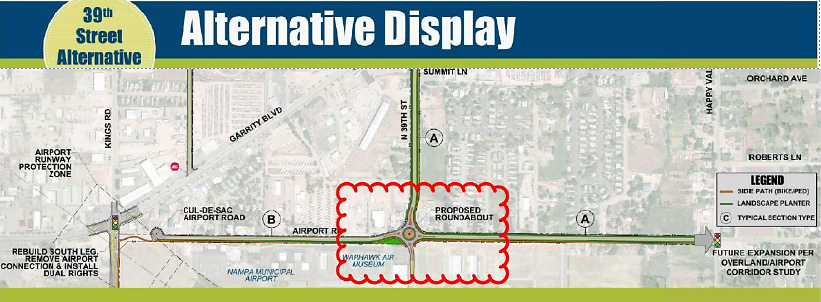 39th
Street
Alternative
Alternative Display
SUMMIT LN
ORCHARD AVE
HAPPY VAL
KINGS RD
GARRITY BLVD
N 39TH ST
A
AIRPORT
RUNWAY
PROTECTION
ZONE
ROBERTS LN
LEGEND
SIDE PATH (BIKE/PED)
LANDSCAPE PLANTER
C TYPICAL SECTION TYPE
CUL-DE-SAC
AIRPORT ROAD
B
AIRPORT R
PROPOSED
ROUNDABOUT
A
REBUILD SOUTH LEG,
REMOVE AIRPORT
CONNECTION & INSTALL
DUAL RIGHTS
NAMPA MUNICIPAL
AIRPORT
WARHAWK AIR
MUSEUM
FUTURE EXPANSION PER
OVERLAND/AIRPORT
CORRIDOR STUDY